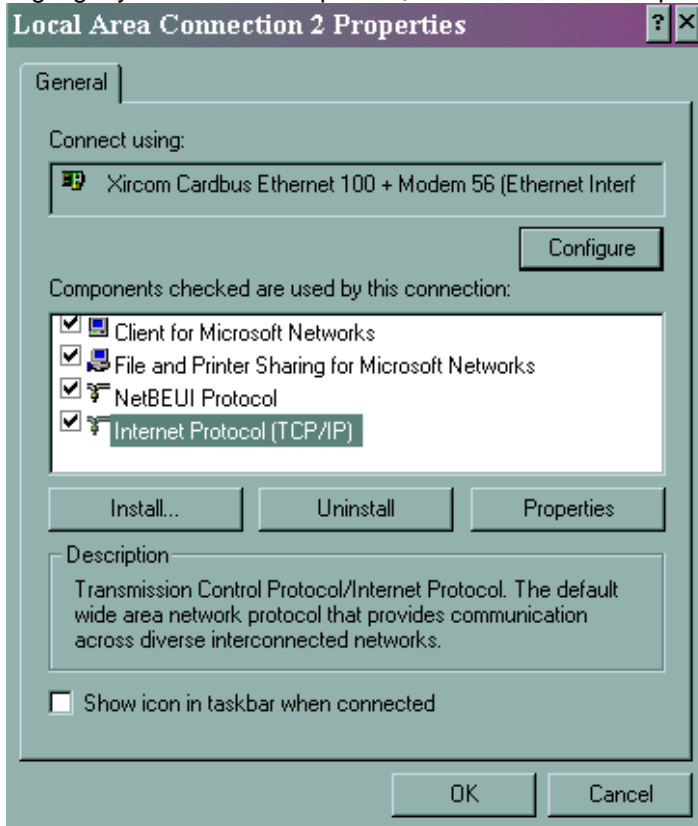 Local Area Connection 2 Properties
? ×
General
Connect using:
Xircom Cardbus Ethernet 100 + Modem 56 (Ethernet Interf
Configure
Components checked are used by this connection:
Client for Microsoft Networks
File and Printer Sharing for Microsoft Networks
NetBEUI Protocol
Internet Protocol (TCP/IP)
Install... Uninstall Properties
Description
Transmission Control Protocol/Internet Protocol. The default
wide area network protocol that provides communication
across diverse interconnected networks.
Show icon in taskbar when connected
OK Cancel